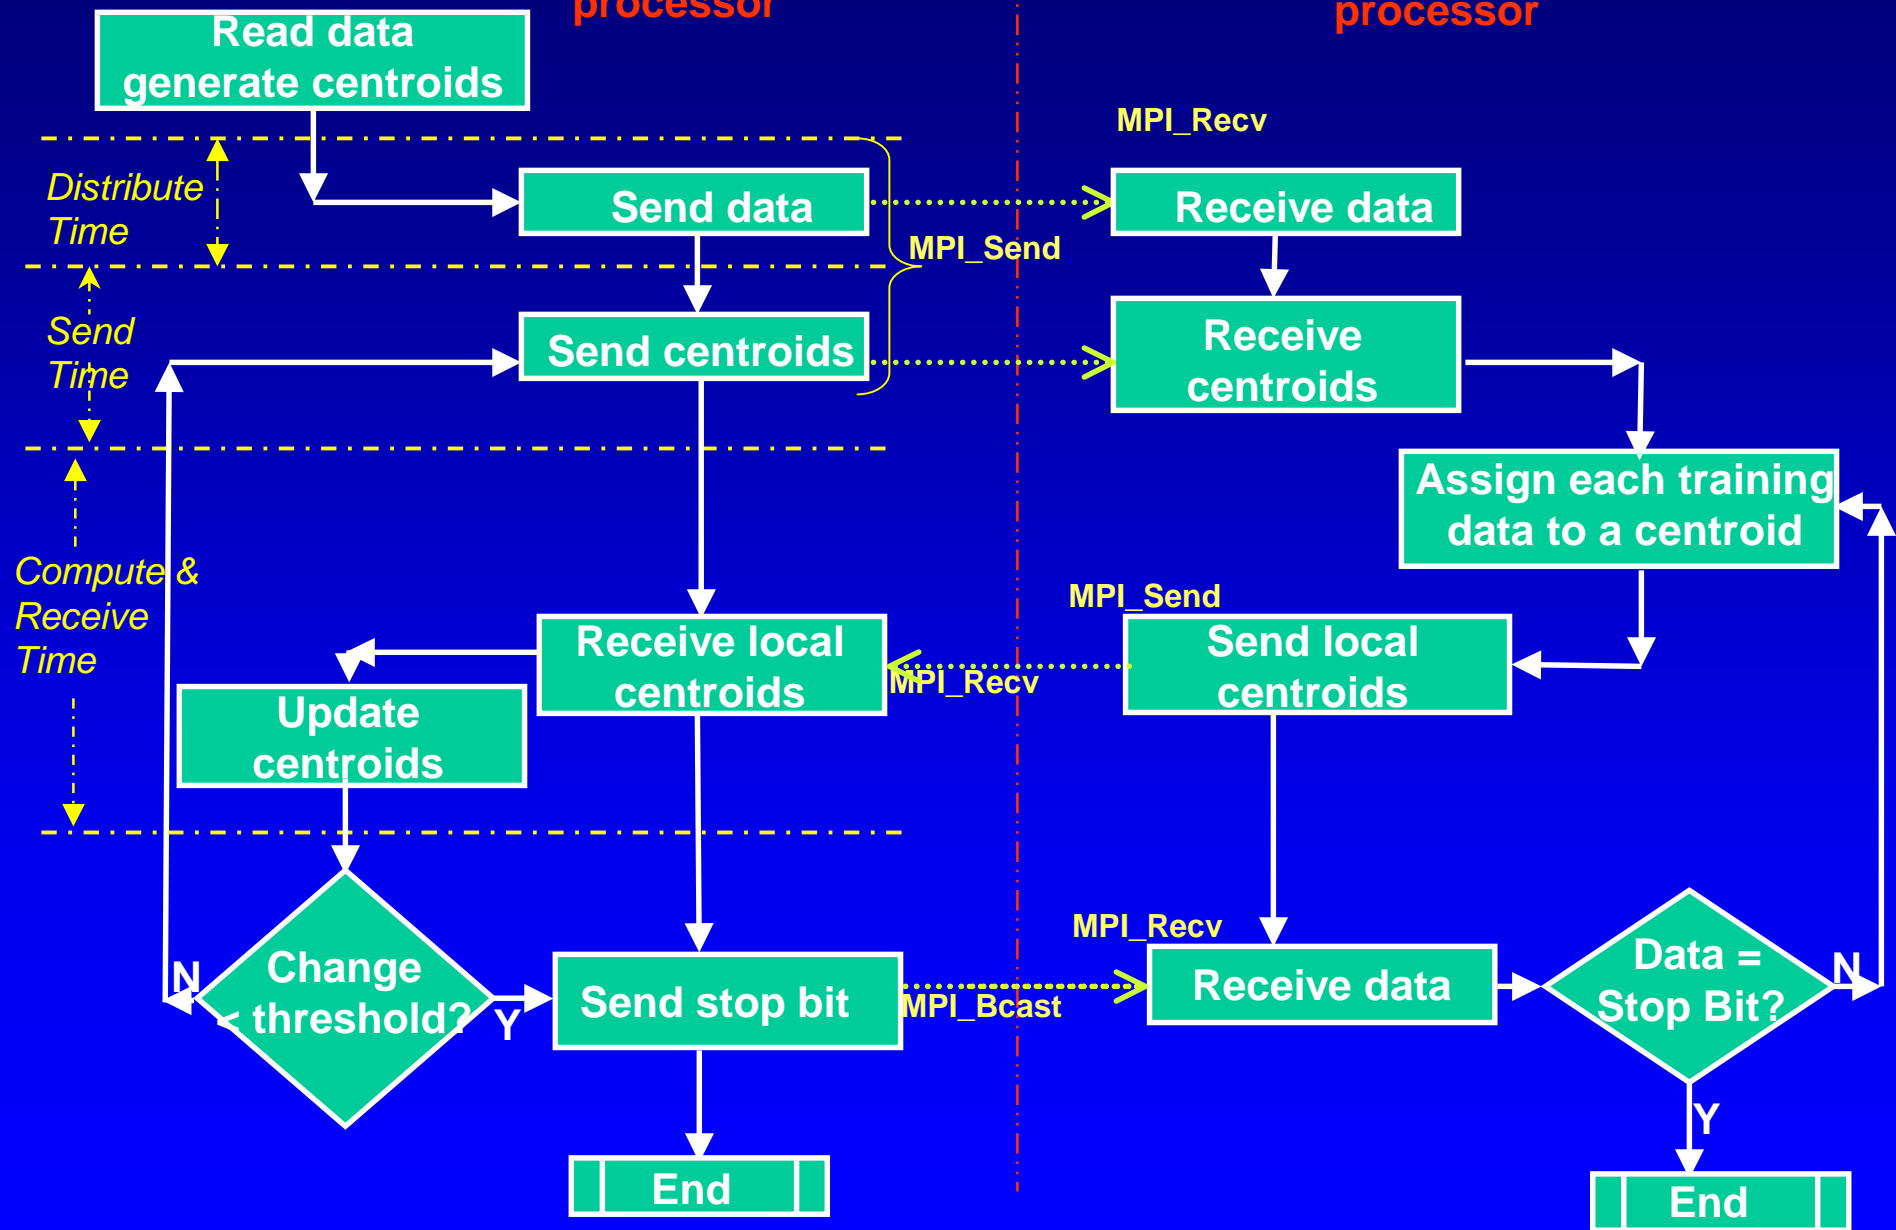 processor
processor
Read data
generate centroids
MPI_Recv
Distribute
Time
Send data
Receive data
MPI_Send
Send
Time
Send centroids
Receive
centroids
Assign each training
data to a centroid
Compute &
Receive
Time
MPI_Send
Receive local
centroids
Send local
centroids
MPI_Recv
Update
centroids
MPI_Recv
N
Change
< threshold?
Y
Send stop bit
MPI_Bcast
Receive data
Data =
Stop Bit?
N
Y
End
End